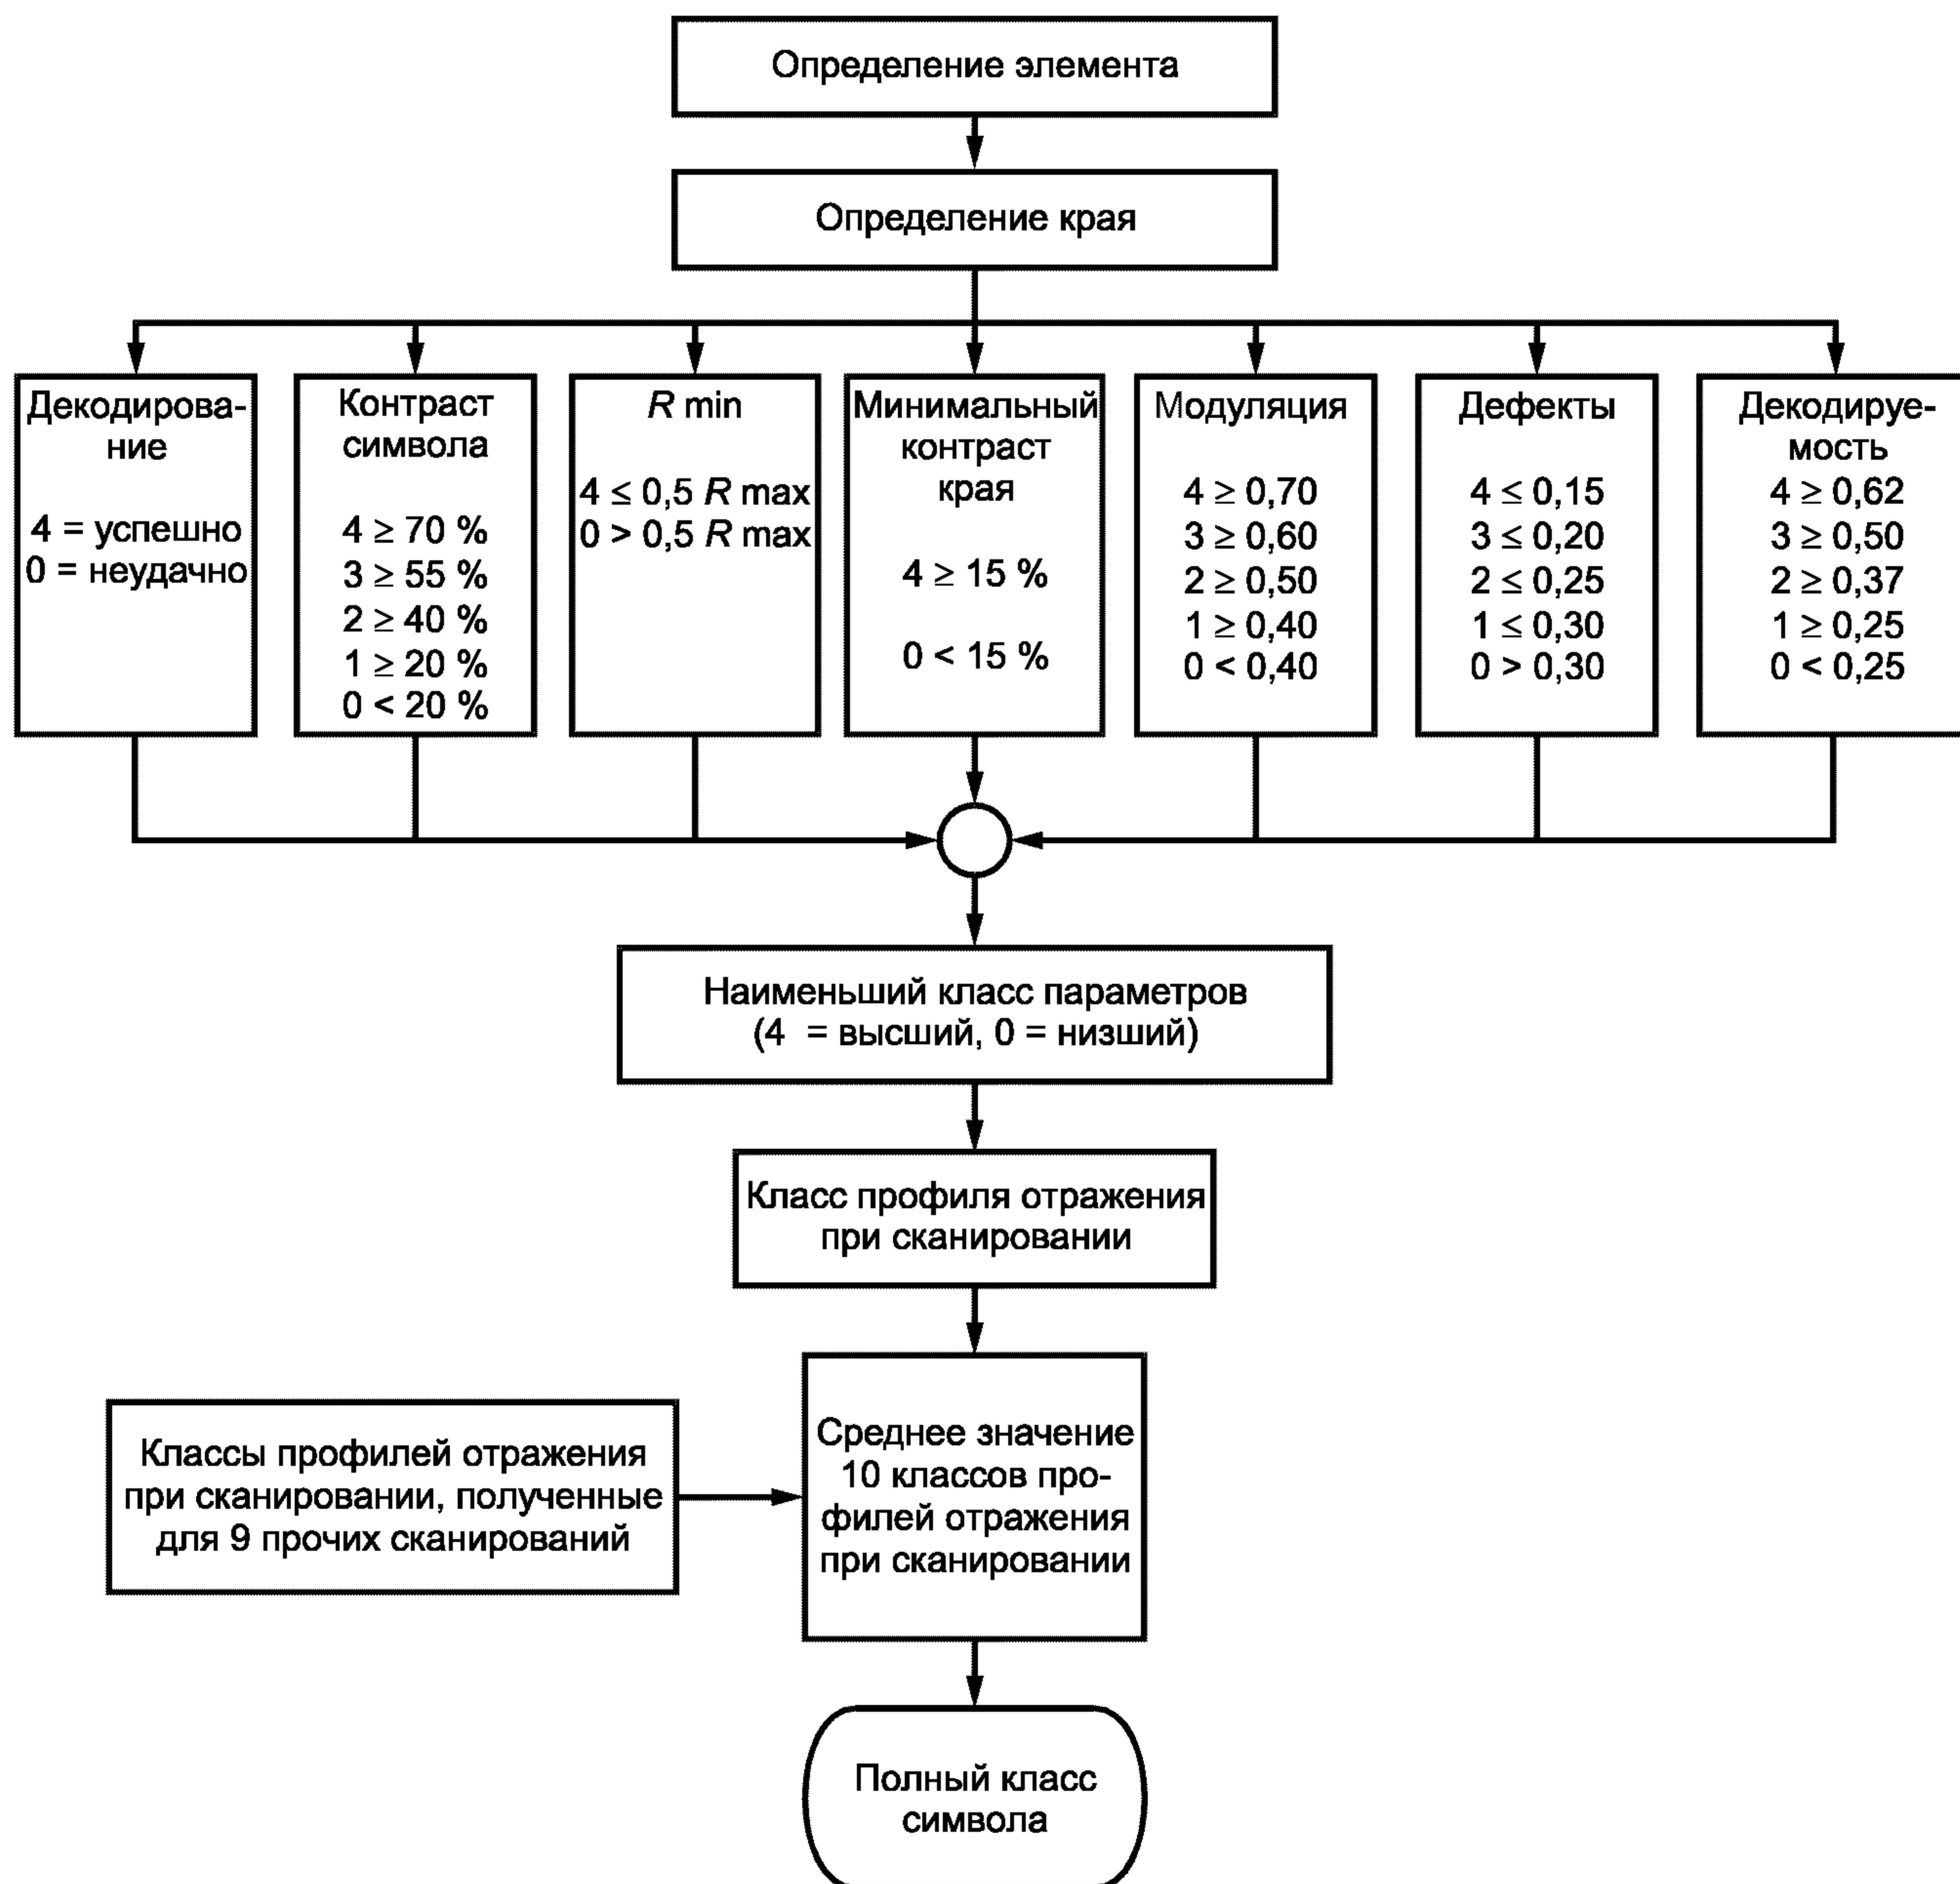 Определение элемента
Определение края
Декодирова-
ние
4 = успешно
0 = неудачно
Контраст
символа
4 ≥ 70 %
3 ≥ 55 %
2 ≥ 40 %
1 ≥ 20 %
0 < 20 %
R min
4 ≤ 0,5 R max
0 > 0,5 R max
Минимальный
контраст
края
4 ≥ 15 %
0 < 15 %
Модуляция
4 ≥ 0,70
3 ≥ 0,60
2 ≥ 0,50
1 ≥ 0,40
0 < 0,40
Дефекты
4 ≤ 0,15
3 ≤ 0,20
2 ≤ 0,25
1 ≤ 0,30
0 > 0,30
Декодируе-
мость
4 ≥ 0,62
3 ≥ 0,50
2 ≥ 0,37
1 ≥ 0,25
0 < 0,25
Наименьший класс параметров
(4 = высший, 0 = низший)
Класс профиля отражения
при сканировании
Классы профилей отражения
при сканировании, полученные
для 9 прочих сканирований
Среднее значение
10 классов про-
филей отражения
при сканировании
Полный класс
символа